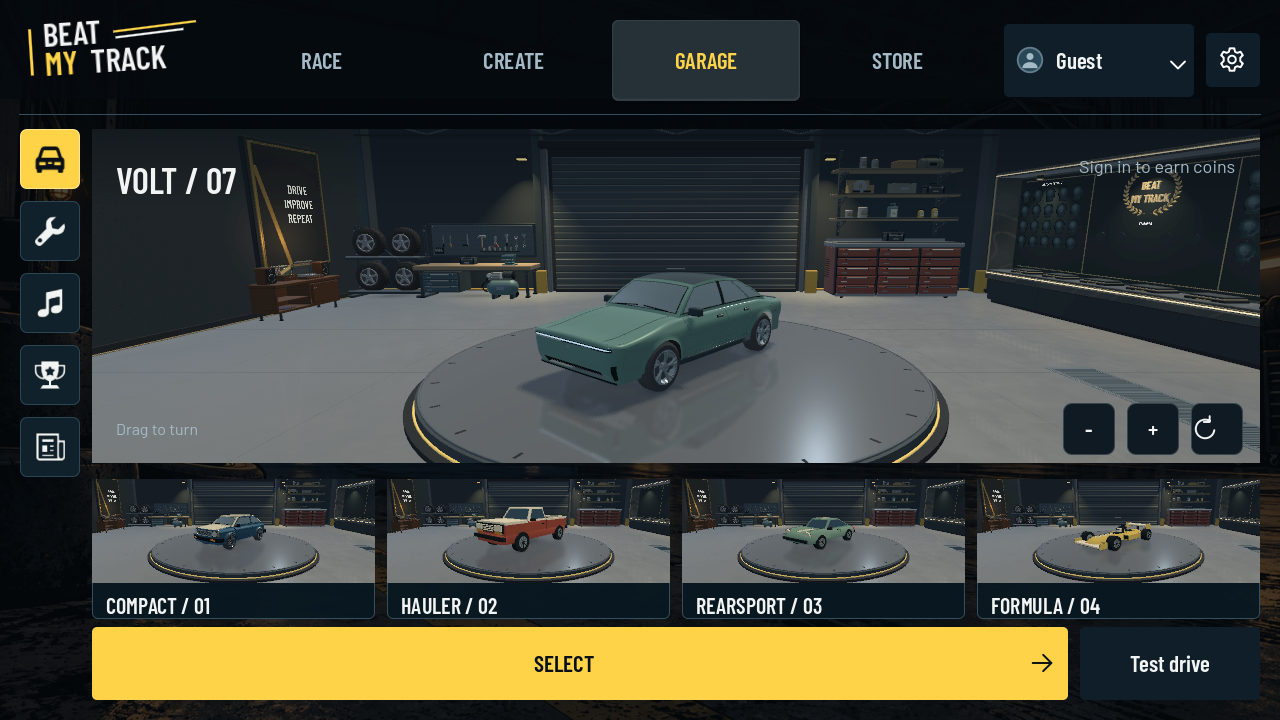 BEAT
MY TRACK
RACE
CREATE
GARAGE
STORE
Guest
VOLT / 07
Sign in to earn coins
DRIVE
IMPROVE
REPEAT
BEAT
MY TRACK
Drag to turn
-
+
COMPACT / 01
HAULER / 02
REARSPORT / 03
FORMULA / 04
SELECT
Test drive